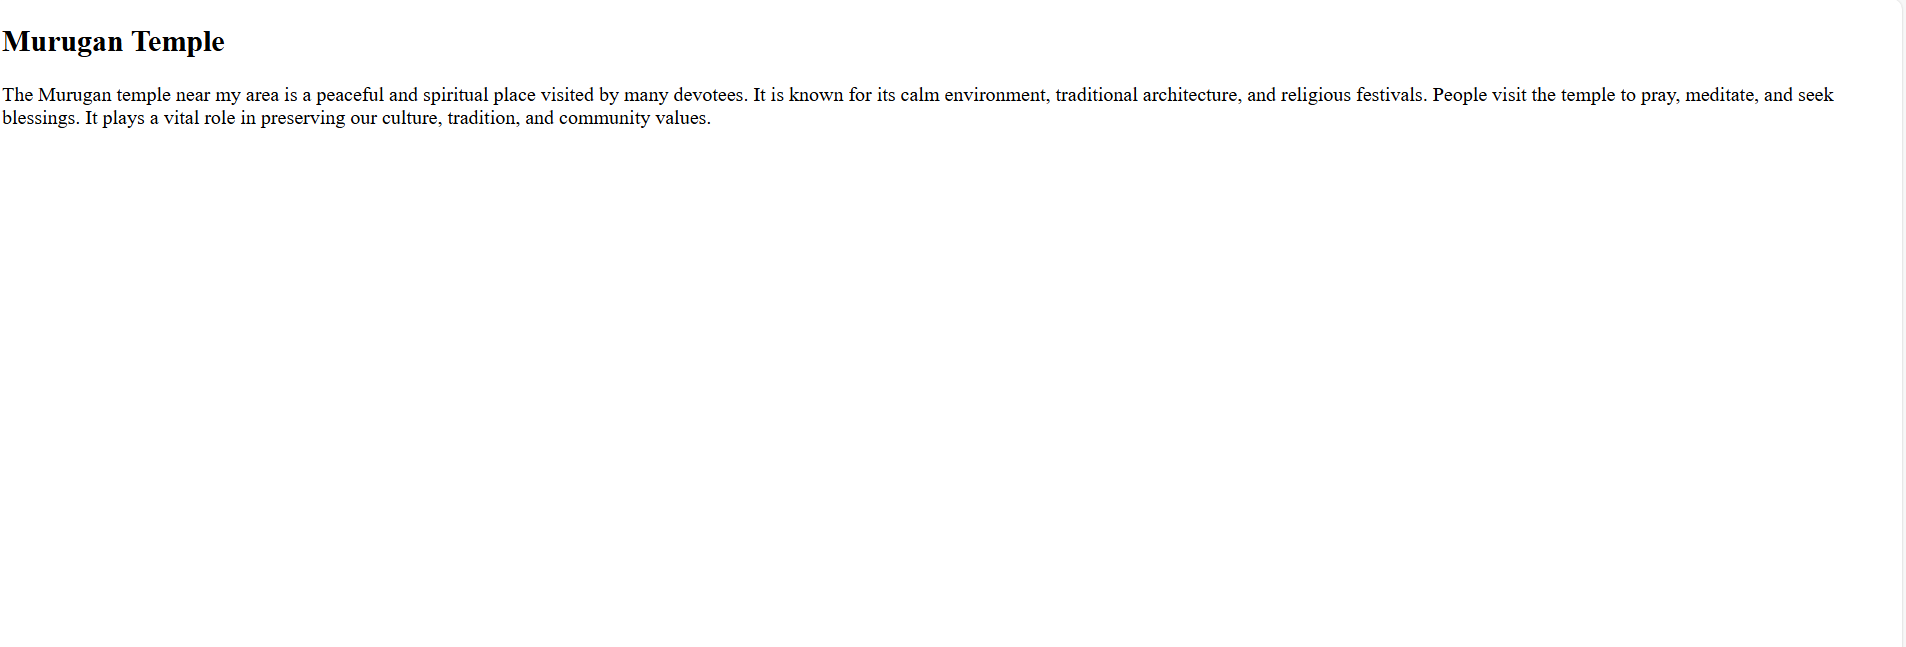 Murugan Temple
The Murugan temple near my area is a peaceful and spiritual place visited by many devotees. It is known for its calm environment, traditional architecture, and religious festivals. People visit the temple to pray, meditate, and seek
blessings. It plays a vital role in preserving our culture, tradition, and community values.